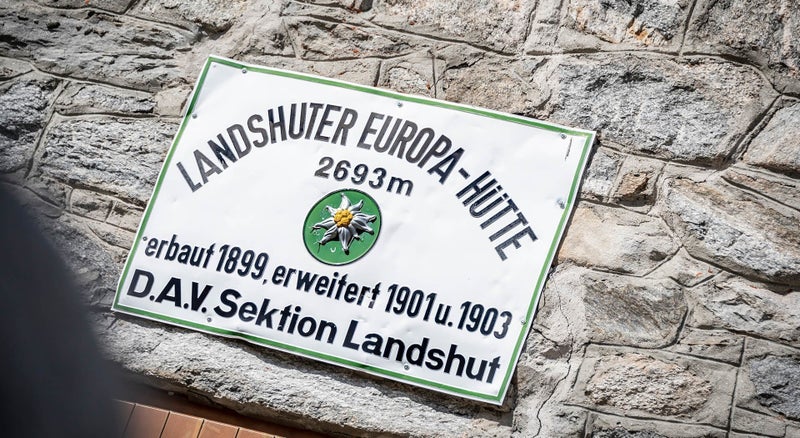 LANDSHUTER EUROPA-HÜTTE
2693m
erbaut 1899, erweitert 1901 u. 1903
D.A.V. Sektion Landshut